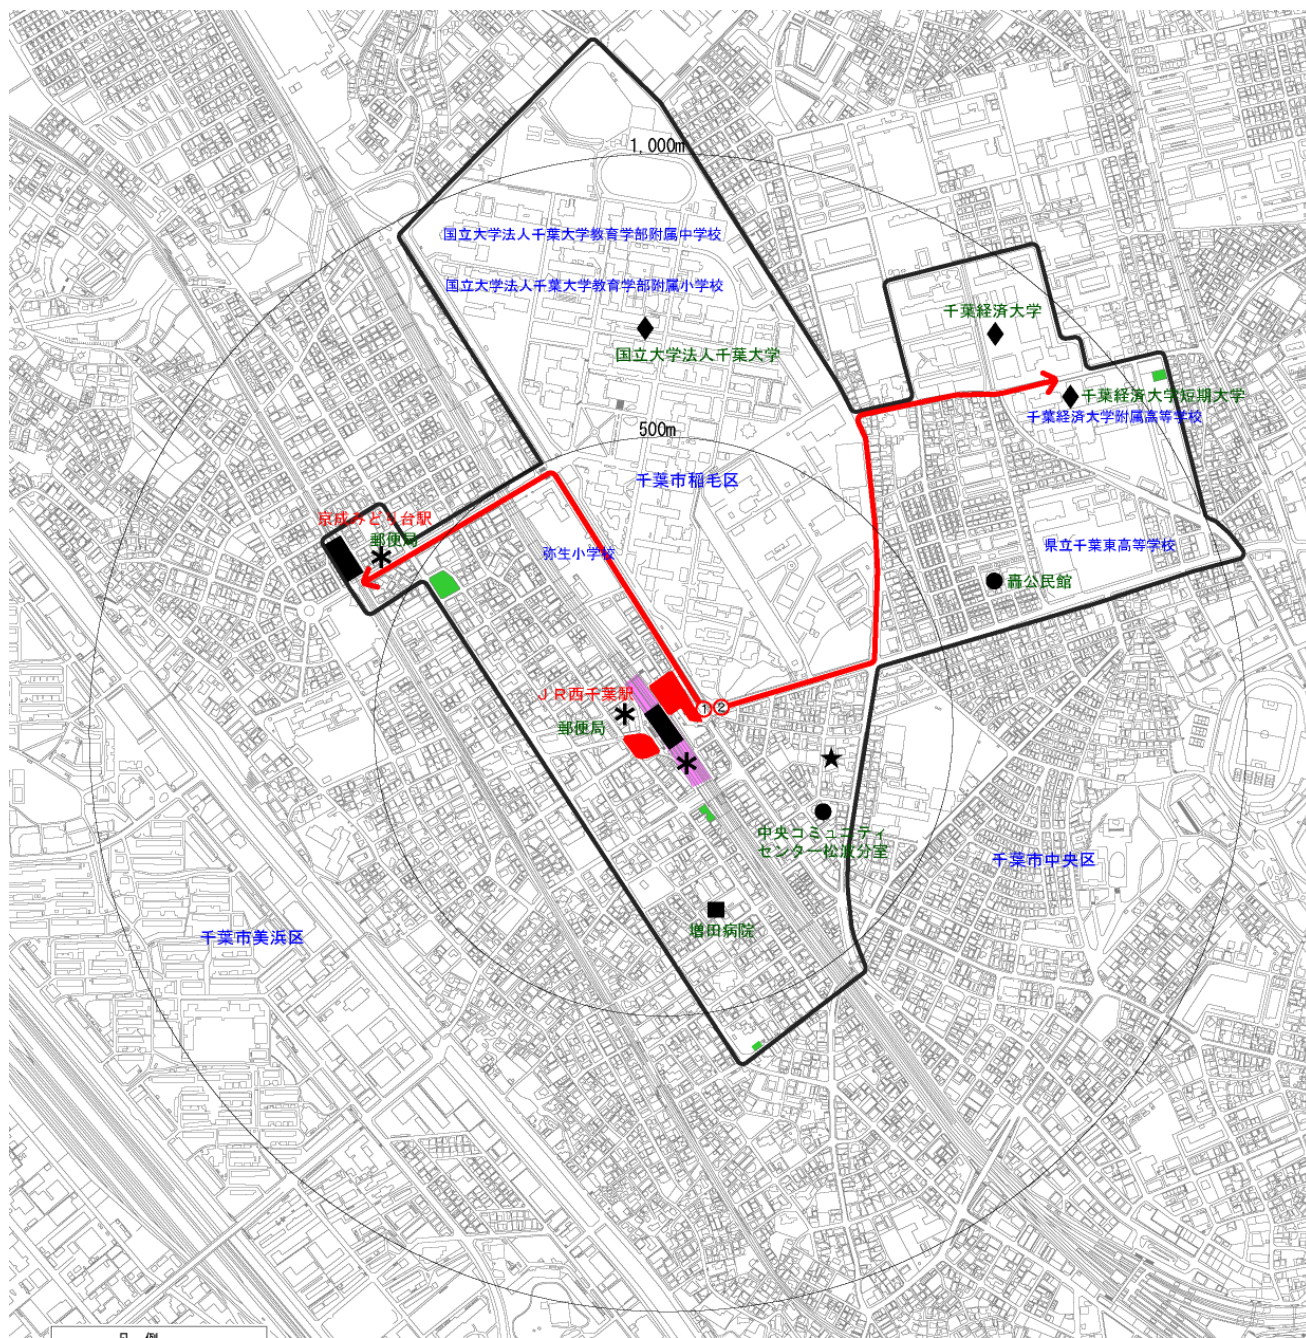 1,000m
国立大学法人千葉大学教育学部附属中学校
国立大学法人千葉大学教育学部附属小学校
千葉経済大学
国立大学法人千葉大学
千葉経済大学短期大学
千葉経済大学附属高等学校
500m
千葉市稲毛区
京成みどり台駅
郵便局
弥生小学校
県立千葉東高等学校
轟公民館
JR西千葉駅
① ②
郵便局
中央コミュニティ
センター松波分室
千葉市中央区
増田病院
千葉市美浜区
凡 例